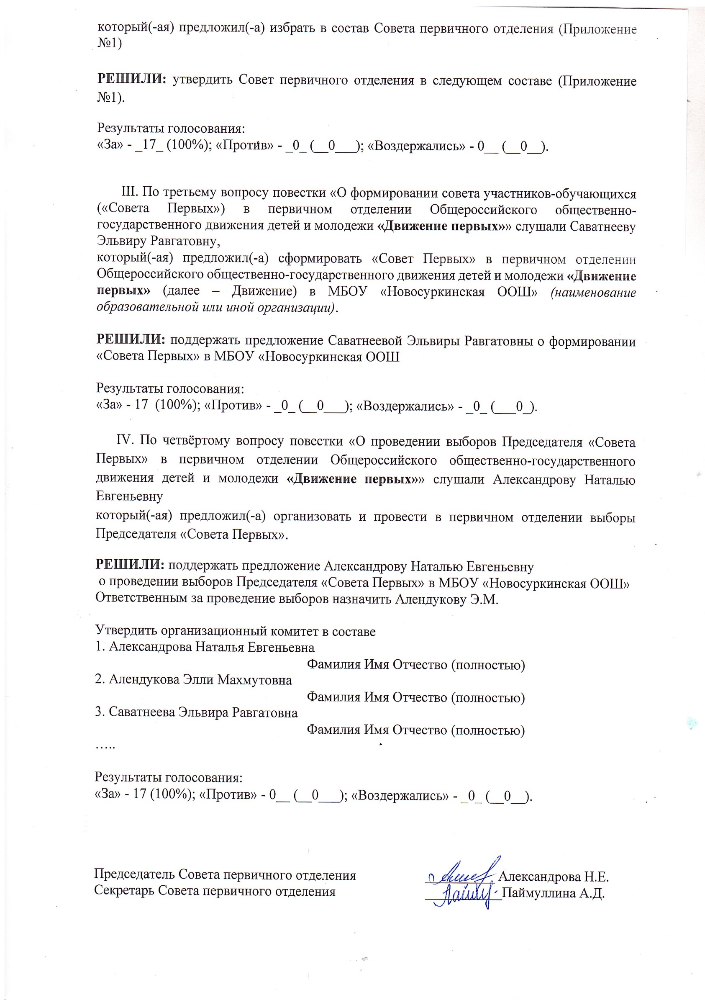 который(-ая) предложил(-а) избрать в состав Совета первичного отделения (Приложение
№1)
РЕШИЛИ: утвердить Совет первичного отделения в следующем составе (Приложение
№1).
Результаты голосования:
«За» - _17_ (100%); «Против» - _0_ (__0___); «Воздержались» - 0__ (__0__).
III. По третьему вопросу повестки «О формировании совета участников-обучающихся
(«Совета Первых») в первичном отделении Общероссийского общественно-
государственного движения детей и молодежи «Движение первых»» слушали Саватнееву
Эльвиру Равгатовну,
который(-ая) предложил(-а) сформировать «Совет Первых» в первичном отделении
Общероссийского общественно-государственного движения детей и молодежи «Движение
первых» (далее – Движение) в МБОУ «Новосуркинская ООШ» (наименование
образовательной или иной организации).
РЕШИЛИ: поддержать предложение Саватнеевой Эльвиры Равгатовны о формировании
«Совета Первых» в МБОУ «Новосуркинская ООШ
Результаты голосования:
«За» - 17 (100%); «Против» - _0_ (__0___); «Воздержались» - _0_ (___0_).
IV. По четвёртому вопросу повестки «О проведении выборов Председателя «Совета
Первых» в первичном отделении Общероссийского общественно-государственного
движения детей и молодежи «Движение первых»» слушали Александрову Наталью
Евгеньевну
который(-ая) предложил(-а) организовать и провести в первичном отделении выборы
Председателя «Совета Первых».
РЕШИЛИ: поддержать предложение Александрову Наталью Евгеньевну
о проведении выборов Председателя «Совета Первых» в МБОУ «Новосуркинская ООШ»
Ответственным за проведение выборов назначить Алендукову Э.М.
Утвердить организационный комитет в составе
1. Александрова Наталья Евгеньевна
Фамилия Имя Отчество (полностью)
2. Алендукова Элли Махмутовна
Фамилия Имя Отчество (полностью)
3. Саватнеева Эльвира Равгатовна
Фамилия Имя Отчество (полностью)
…..
Результаты голосования:
«За» - 17 (100%); «Против» - 0__ (__0___); «Воздержались» - _0_ (__0__).
Председатель Совета первичного отделения __________ Александрова Н.Е.
Секретарь Совета первичного отделения ___________Паймуллина А.Д.